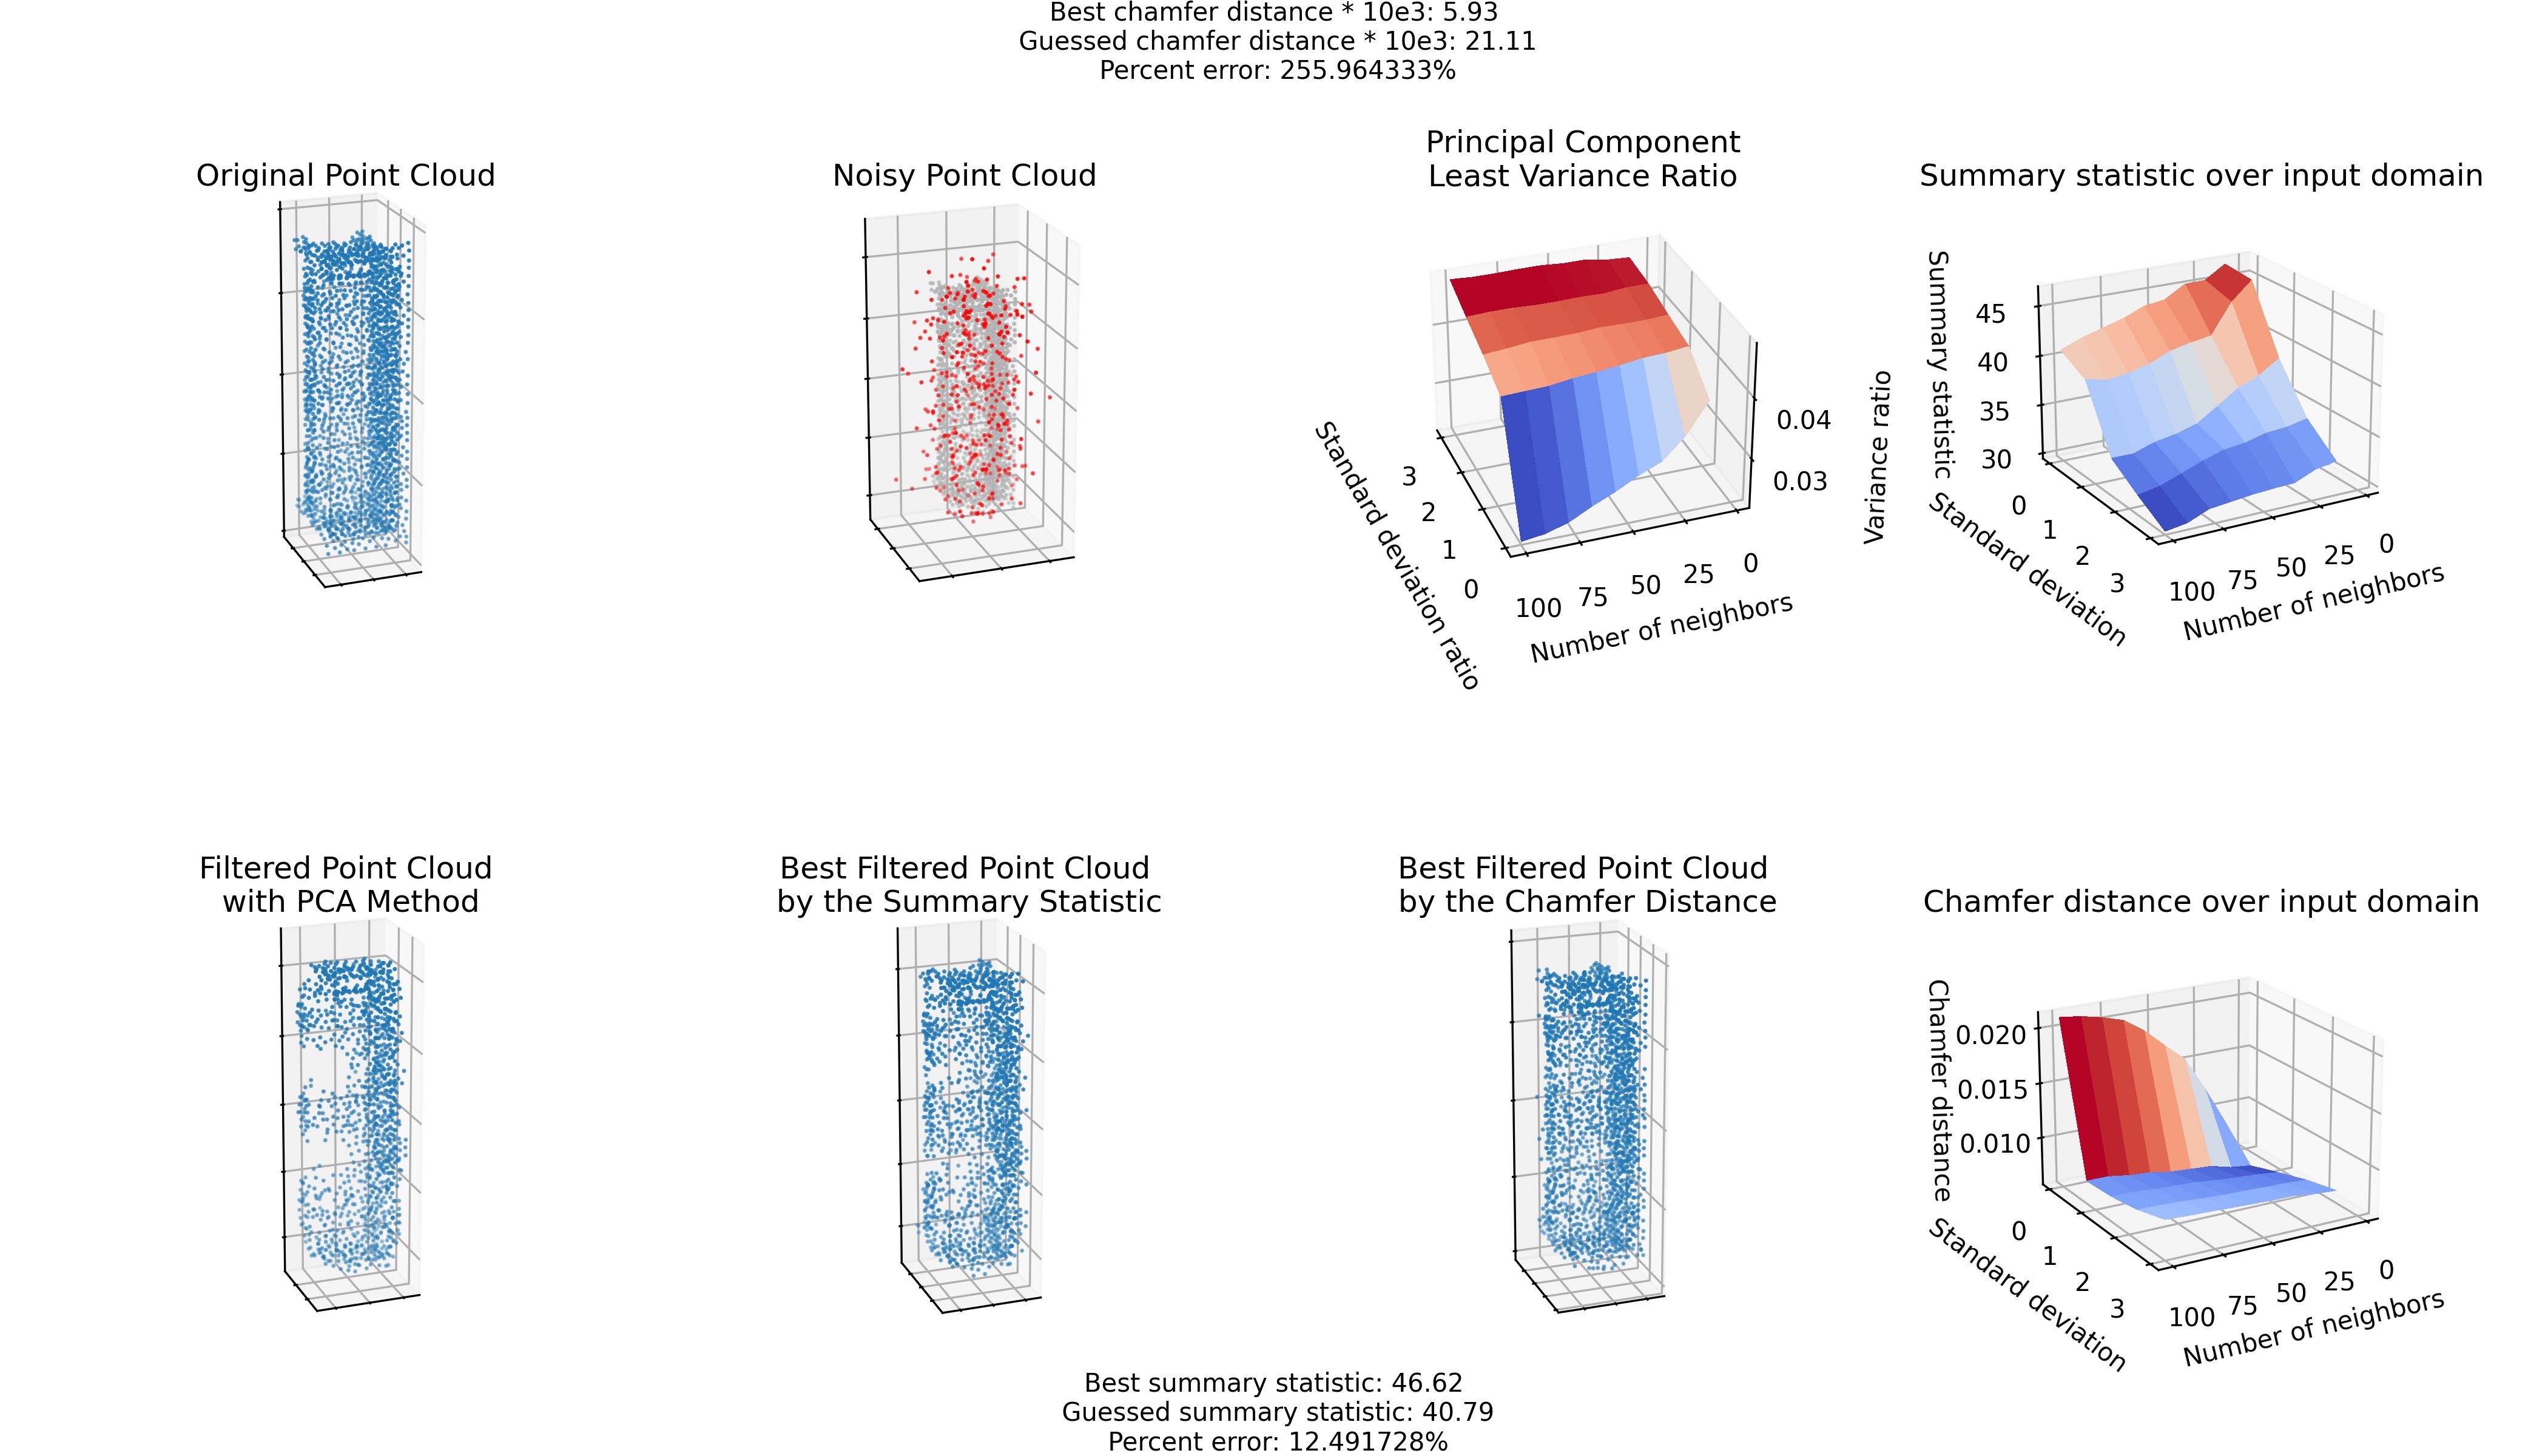 Best chamfer distance * 10e3: 5.93
Guessed chamfer distance * 10e3: 21.11
Percent error: 255.964333%
Original Point Cloud
Noisy Point Cloud
Principal Component
Least Variance Ratio
Standard deviation ratio
3
2
1
0
100
75
50
25
0
Number of neighbors
0.04
0.03
Variance ratio
Summary statistic over input domain
Summary statistic
45
40
35
30
0
1
2
3
Standard deviation
100
75
50
25
0
Number of neighbors
Filtered Point Cloud
with PCA Method
Best Filtered Point Cloud
by the Summary Statistic
Best Filtered Point Cloud
by the Chamfer Distance
Chamfer distance over input domain
Chamfer distance
0.020
0.015
0.010
0
1
2
3
Standard deviation
100
75
50
25
0
Number of neighbors
Best summary statistic: 46.62
Guessed summary statistic: 40.79
Percent error: 12.491728%